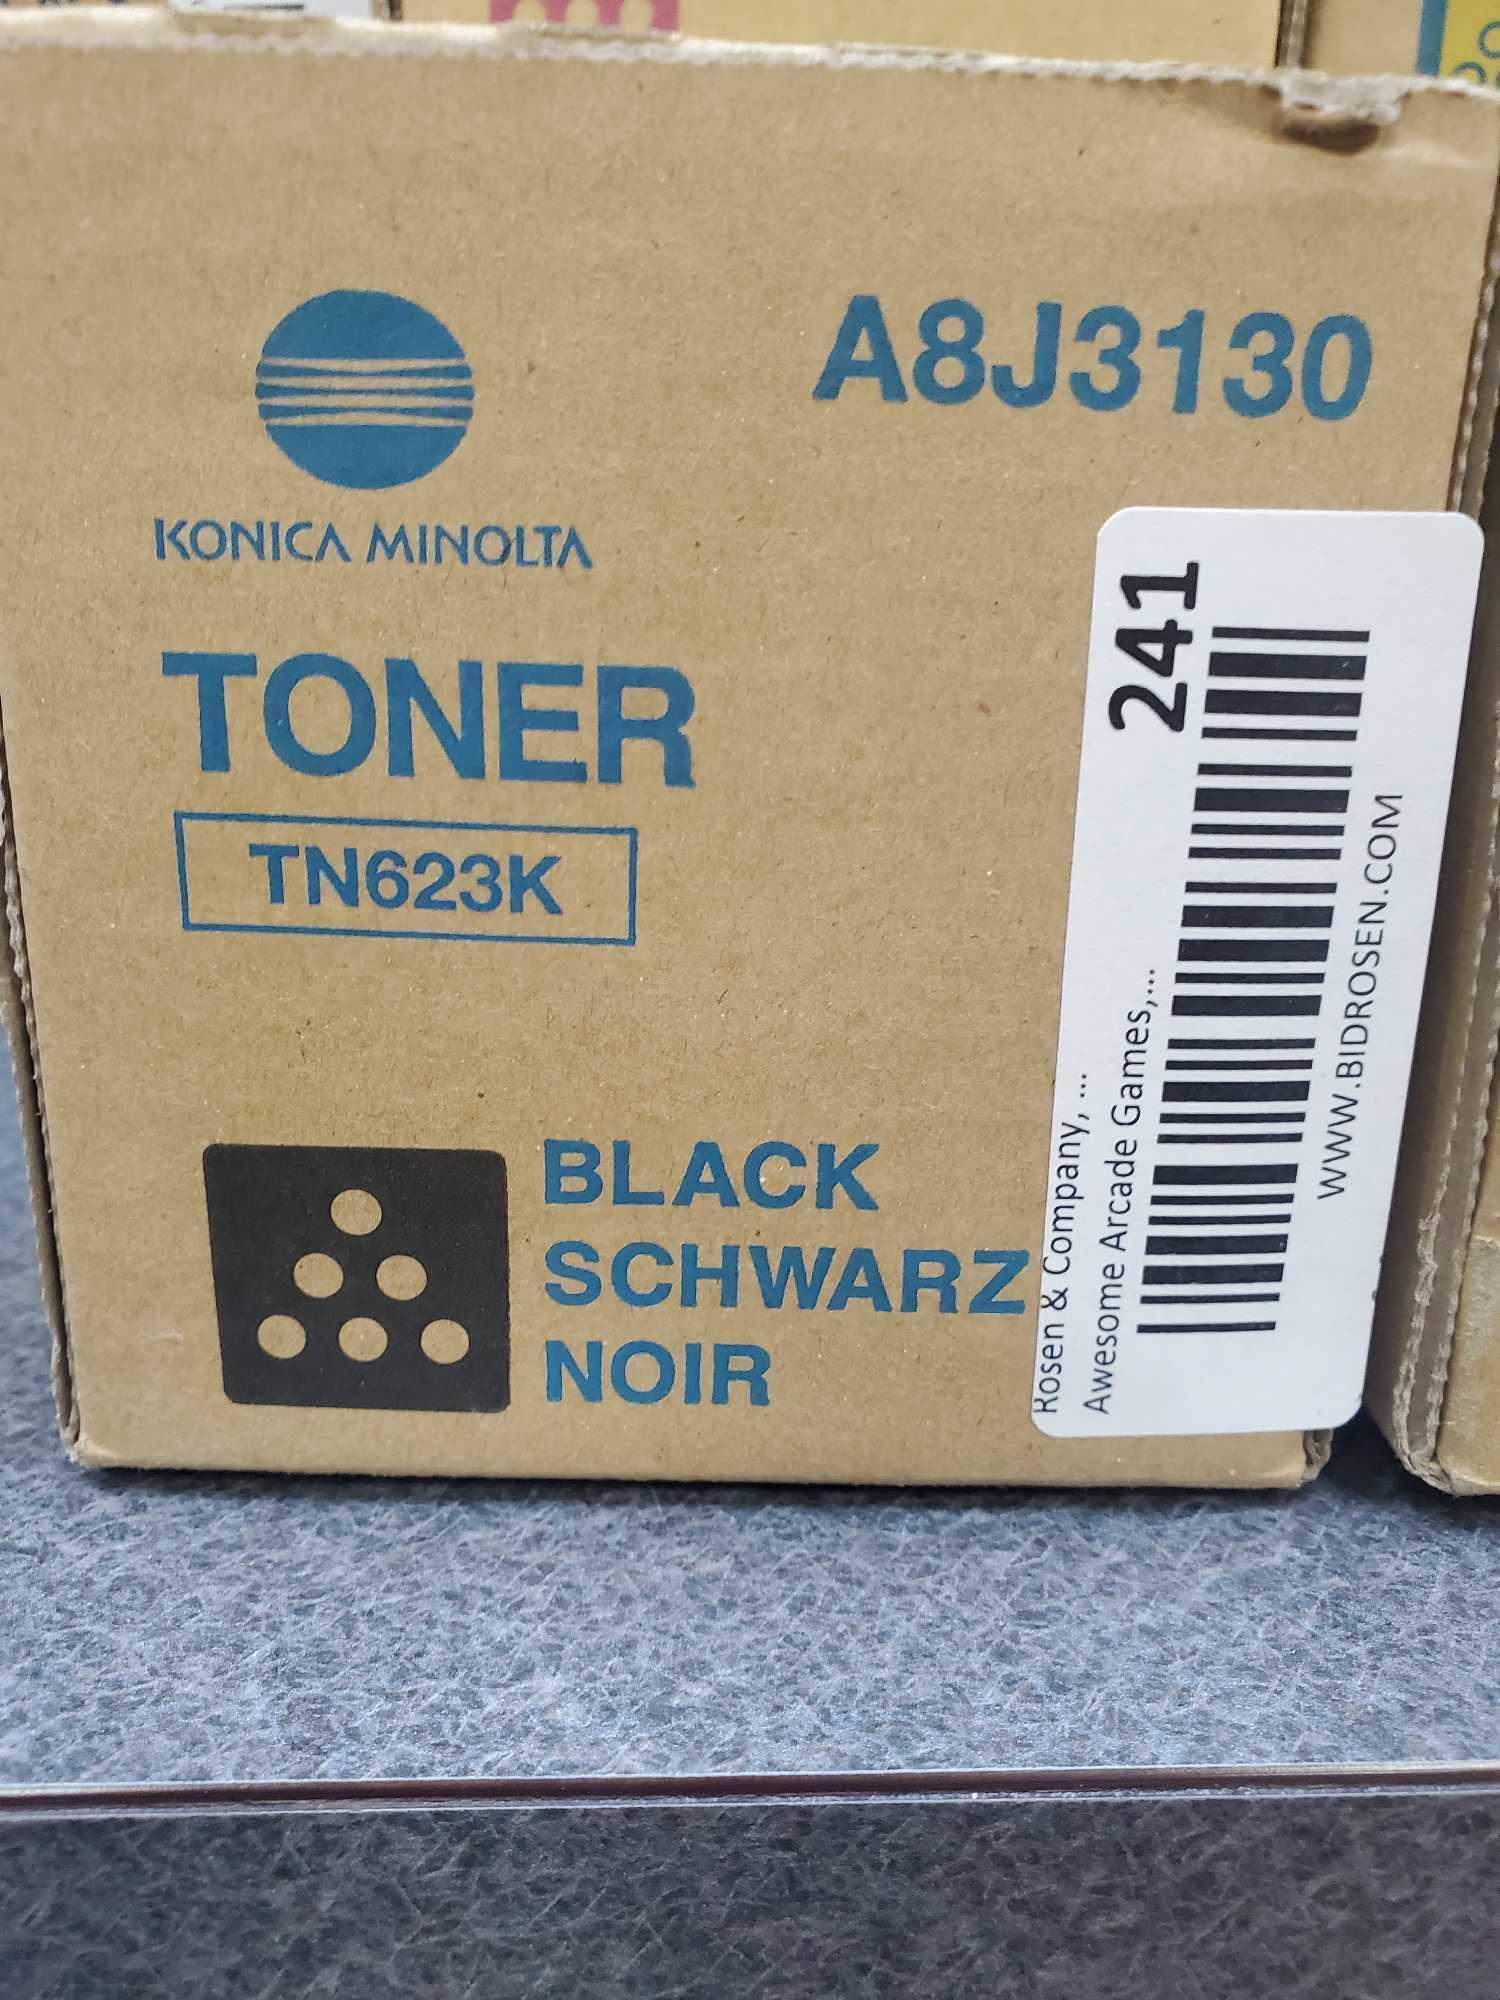 A8J3130
KONICA MINOLTA
TONER
TN623K
BLACK
SCHWARZ
NOIR
241
Rosen & Company, ...
Awesome Arcade Games,...
WWW.BIDROSEN.COM